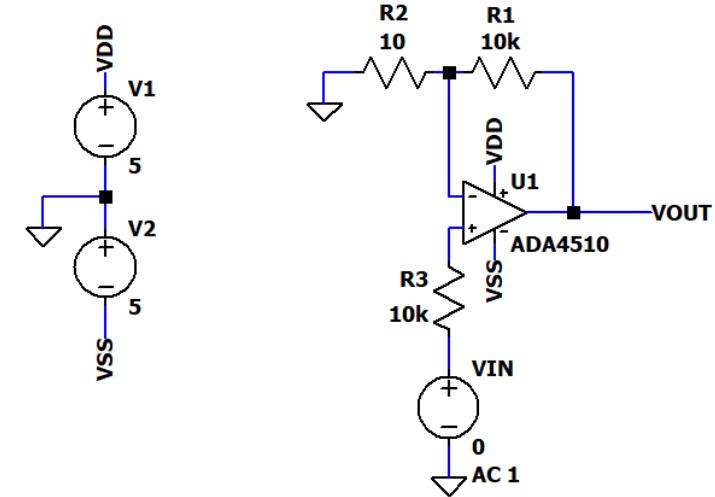 VDD
V1
+
−
5
V2
+
−
5
VSS
R2
10
R1
10k
VDD
U1
+
−
+
−
ADA4510
VOUT
VSS
R3
10k
VIN
+
−
0
AC 1